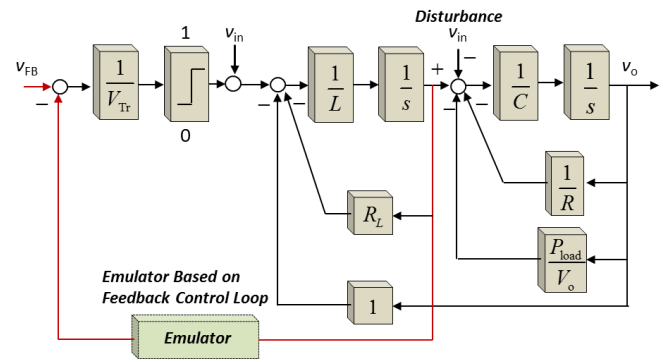 Disturbance
1
v_in
v_in
v_FB
−
1/V_Tr
0
−
−
1/L
1/s
+
−
−
−
1/C
1/s
v_o
1/R
R_L
P_load/V_o
Emulator Based on
Feedback Control Loop
1
Emulator